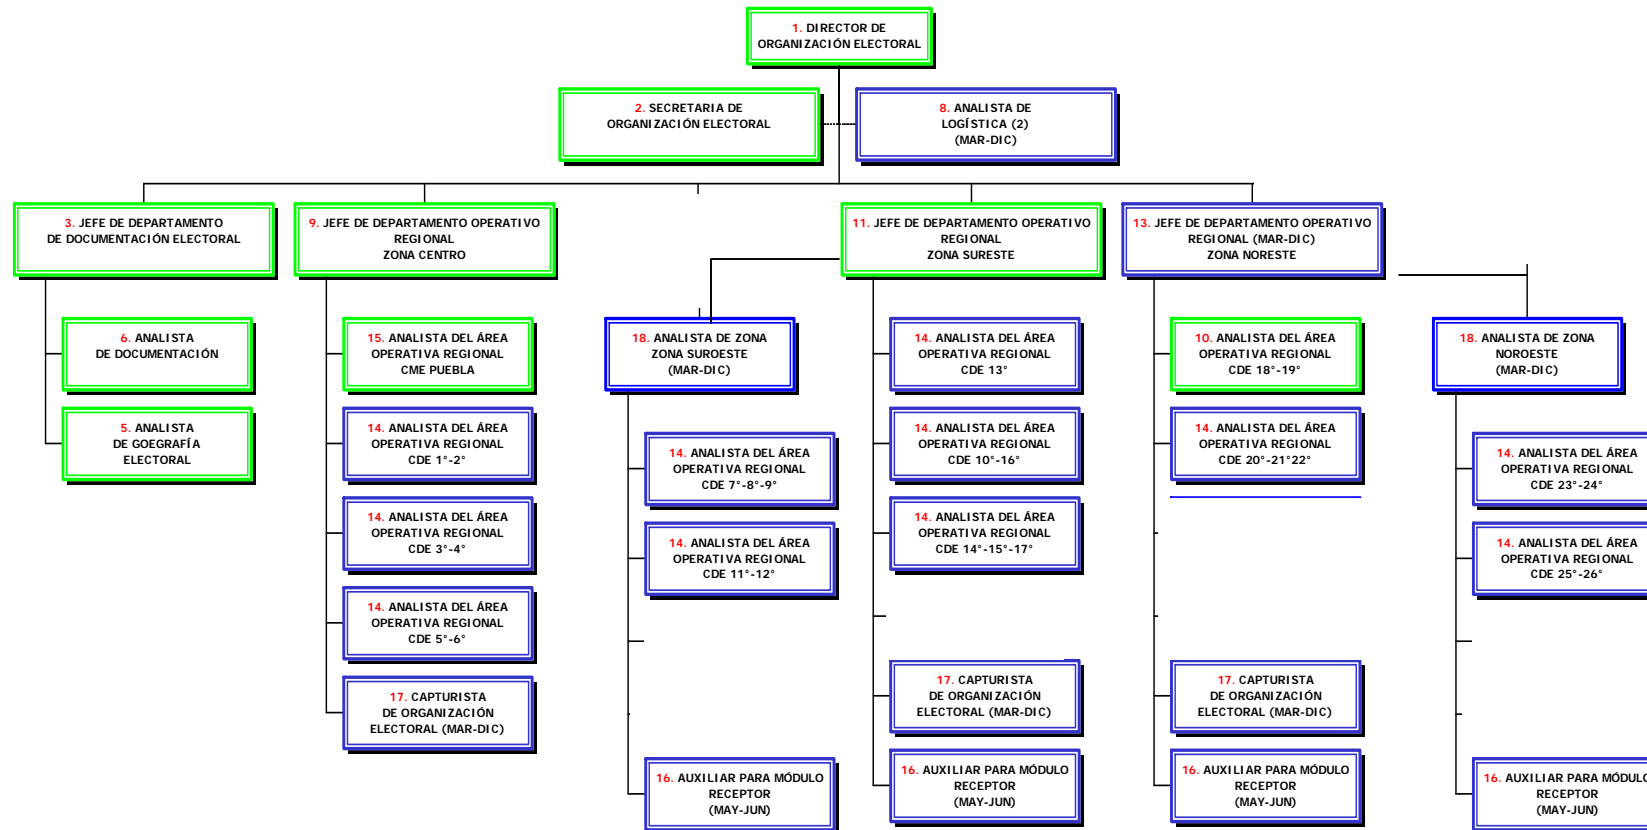 1. DIRECTOR DE
ORGANIZACIÓN ELECTORAL
2. SECRETARIA DE
ORGANIZACIÓN ELECTORAL
8. ANALISTA DE
LOGÍSTICA (2)
(MAR-DIC)
3. JEFE DE DEPARTAMENTO
DE DOCUMENTACIÓN ELECTORAL
9. JEFE DE DEPARTAMENTO OPERATIVO
REGIONAL
ZONA CENTRO
11. JEFE DE DEPARTAMENTO OPERATIVO
REGIONAL
ZONA SURESTE
13. JEFE DE DEPARTAMENTO OPERATIVO
REGIONAL (MAR-DIC)
ZONA NORESTE
6. ANALISTA
DE DOCUMENTACIÓN
5. ANALISTA
DE GOEGRAFÍA
ELECTORAL
15. ANALISTA DEL ÁREA
OPERATIVA REGIONAL
CME PUEBLA
14. ANALISTA DEL ÁREA
OPERATIVA REGIONAL
CDE 1°-2°
14. ANALISTA DEL ÁREA
OPERATIVA REGIONAL
CDE 3°-4°
14. ANALISTA DEL ÁREA
OPERATIVA REGIONAL
CDE 5°-6°
17. CAPTURISTA
DE ORGANIZACIÓN
ELECTORAL (MAR-DIC)
18. ANALISTA DE ZONA
ZONA SUROESTE
(MAR-DIC)
14. ANALISTA DEL ÁREA
OPERATIVA REGIONAL
CDE 7°-8°-9°
14. ANALISTA DEL ÁREA
OPERATIVA REGIONAL
CDE 11°-12°
16. AUXILIAR PARA MÓDULO
RECEPTOR
(MAY-JUN)
14. ANALISTA DEL ÁREA
OPERATIVA REGIONAL
CDE 13°
14. ANALISTA DEL ÁREA
OPERATIVA REGIONAL
CDE 10°-16°
14. ANALISTA DEL ÁREA
OPERATIVA REGIONAL
CDE 14°-15°-17°
17. CAPTURISTA
DE ORGANIZACIÓN
ELECTORAL (MAR-DIC)
16. AUXILIAR PARA MÓDULO
RECEPTOR
(MAY-JUN)
10. ANALISTA DEL ÁREA
OPERATIVA REGIONAL
CDE 18°-19°
14. ANALISTA DEL ÁREA
OPERATIVA REGIONAL
CDE 20°-21°22°
17. CAPTURISTA
DE ORGANIZACIÓN
ELECTORAL (MAR-DIC)
16. AUXILIAR PARA MÓDULO
RECEPTOR
(MAY-JUN)
18. ANALISTA DE ZONA
NOROESTE
(MAR-DIC)
14. ANALISTA DEL ÁREA
OPERATIVA REGIONAL
CDE 23°-24°
14. ANALISTA DEL ÁREA
OPERATIVA REGIONAL
CDE 25°-26°
16. AUXILIAR PARA MÓDULO
RECEPTOR
(MAY-JUN)